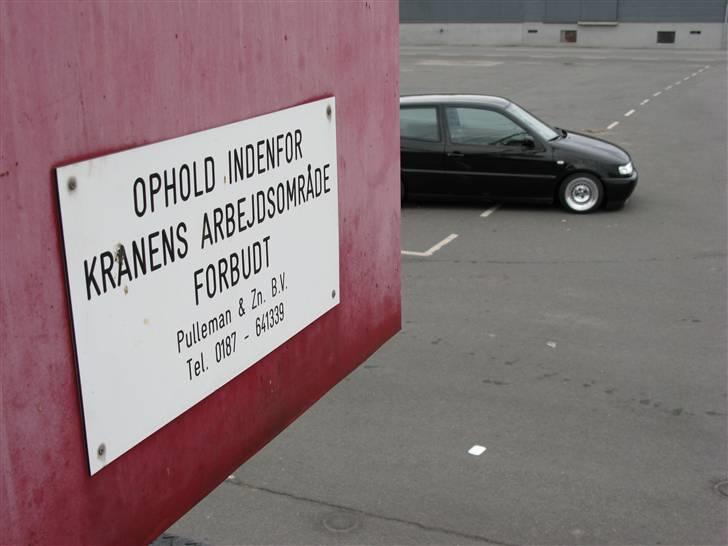 OPHOLD INDENFOR
KRANENS ARBEJDSOMRÅDE
FORBUDT
Pulleman & Zn. B.V.
Tel. 0187 - 641339